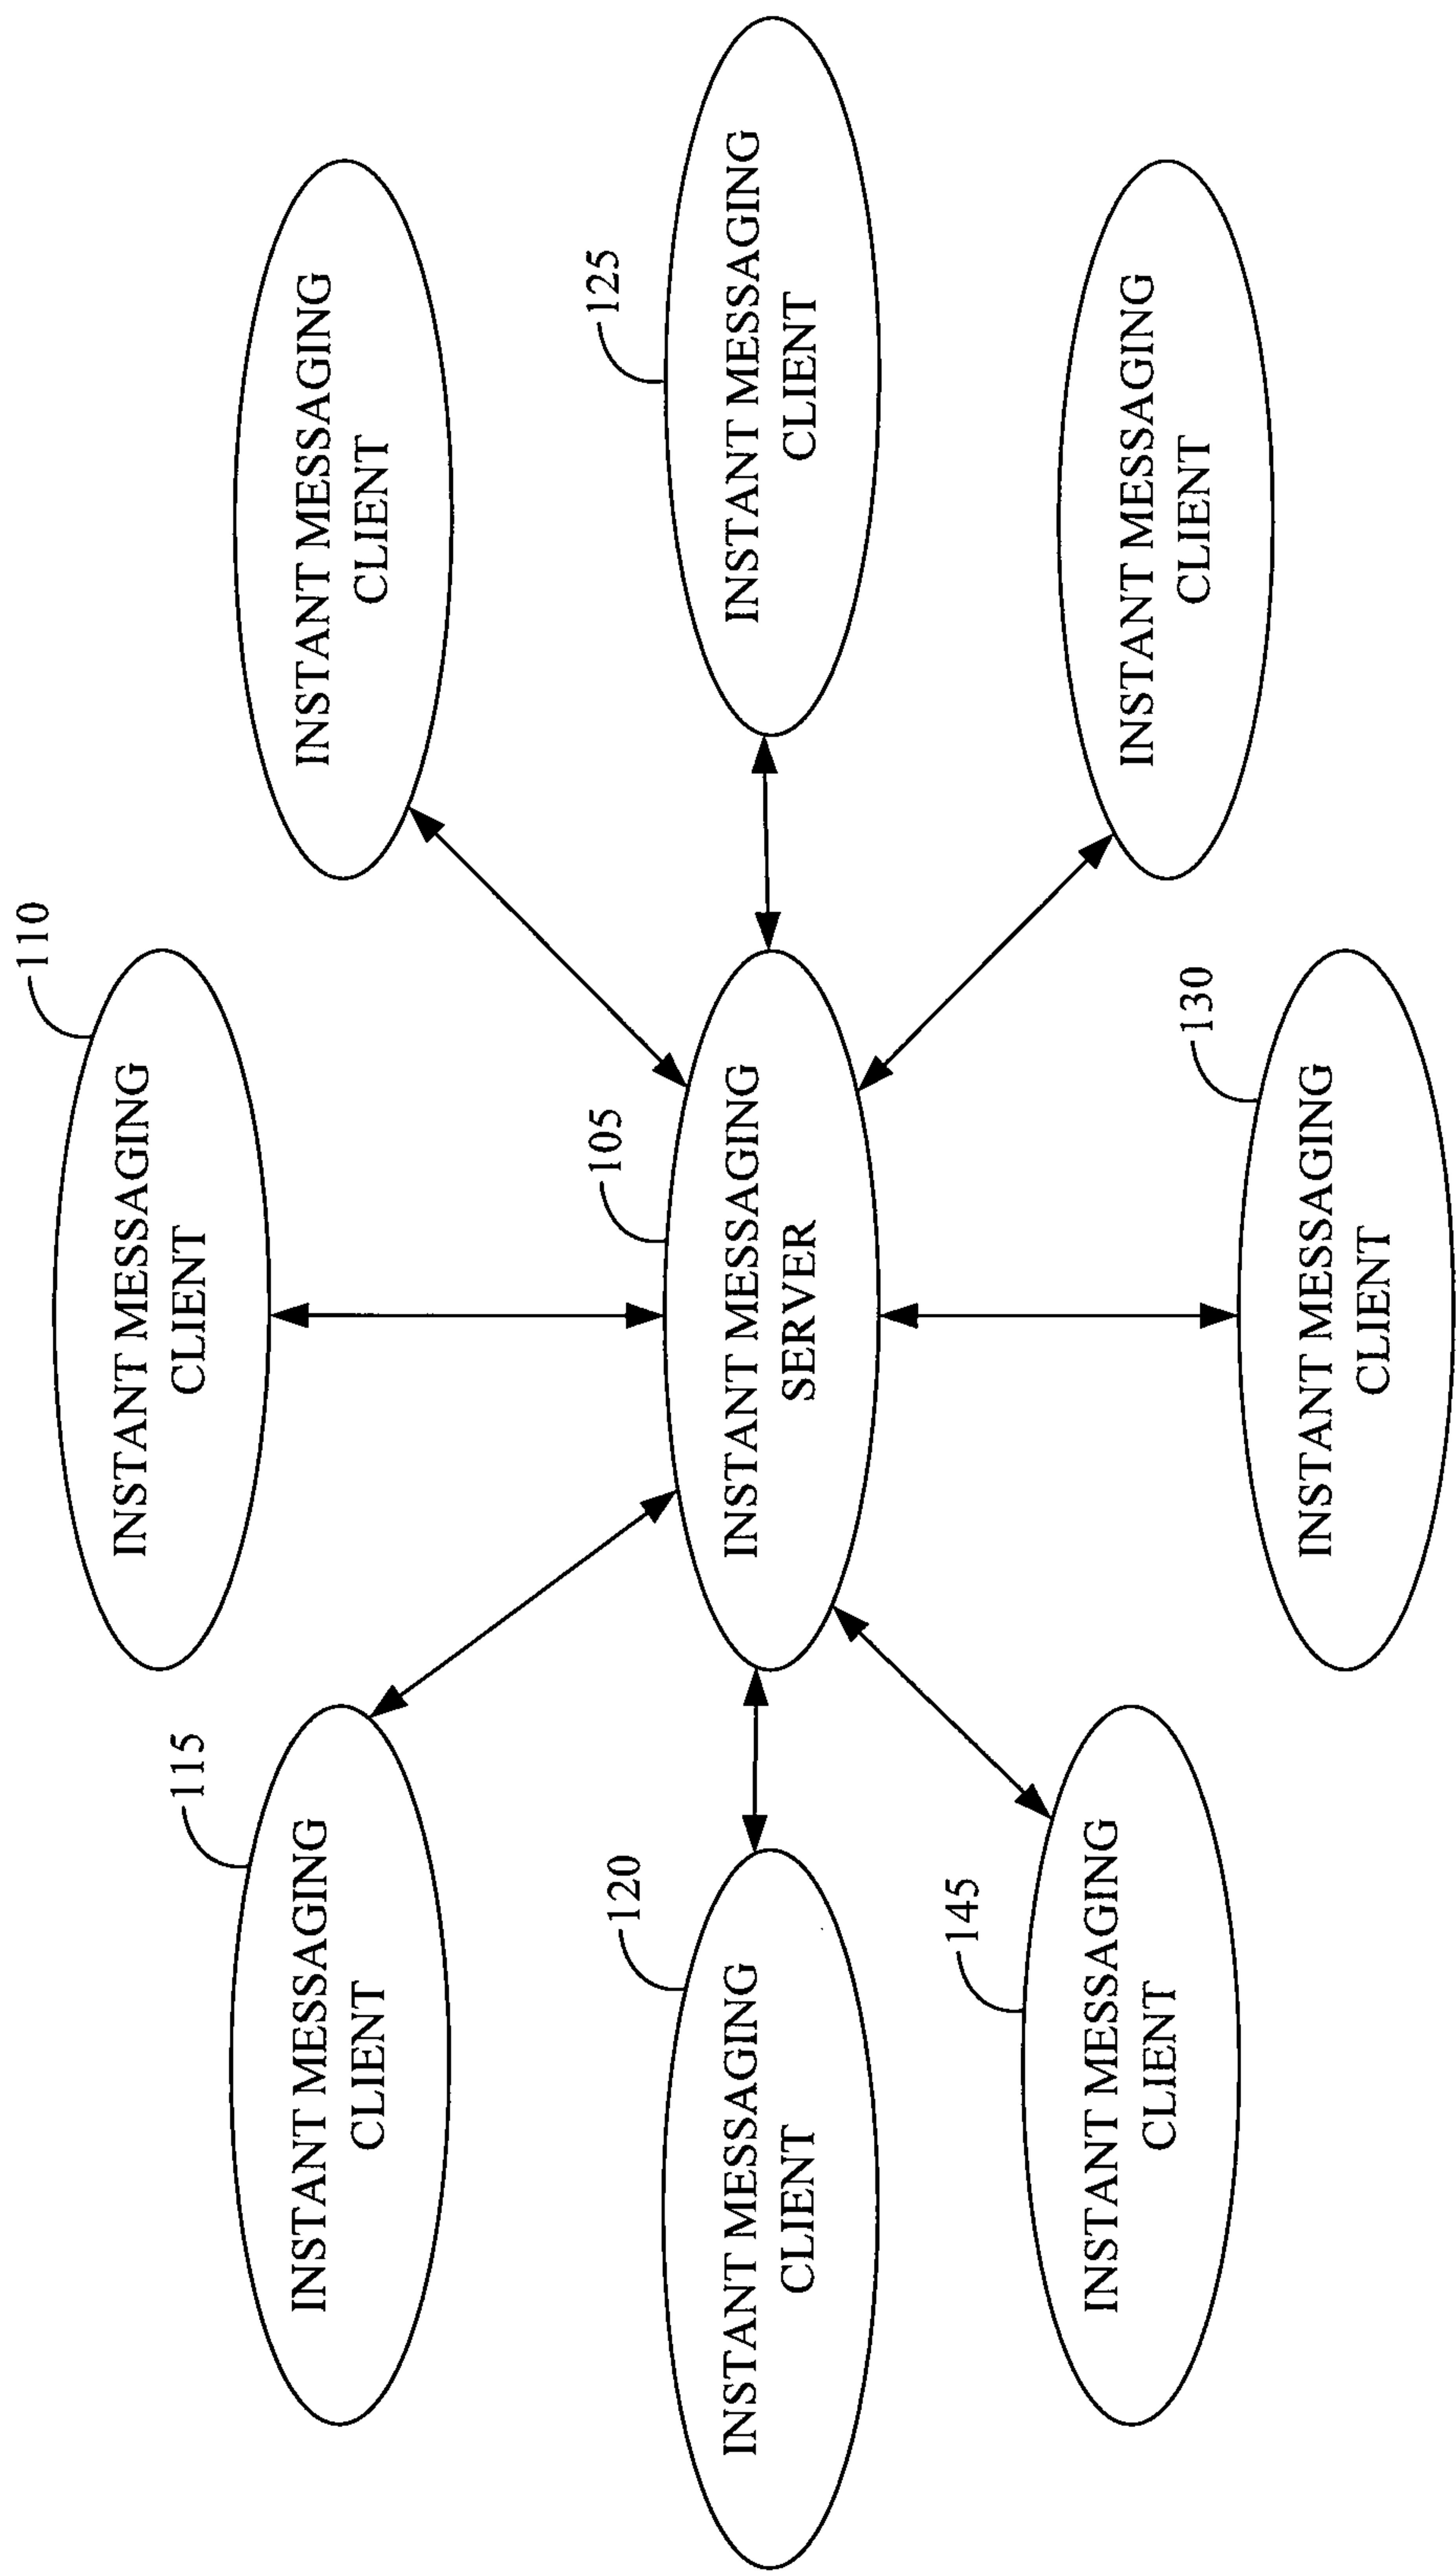 110
INSTANT MESSAGING
CLIENT
115
INSTANT MESSAGING
CLIENT
INSTANT MESSAGING
CLIENT
120
INSTANT MESSAGING
CLIENT
105
INSTANT MESSAGING
SERVER
125
INSTANT MESSAGING
CLIENT
145
INSTANT MESSAGING
CLIENT
INSTANT MESSAGING
CLIENT
130
INSTANT MESSAGING
CLIENT